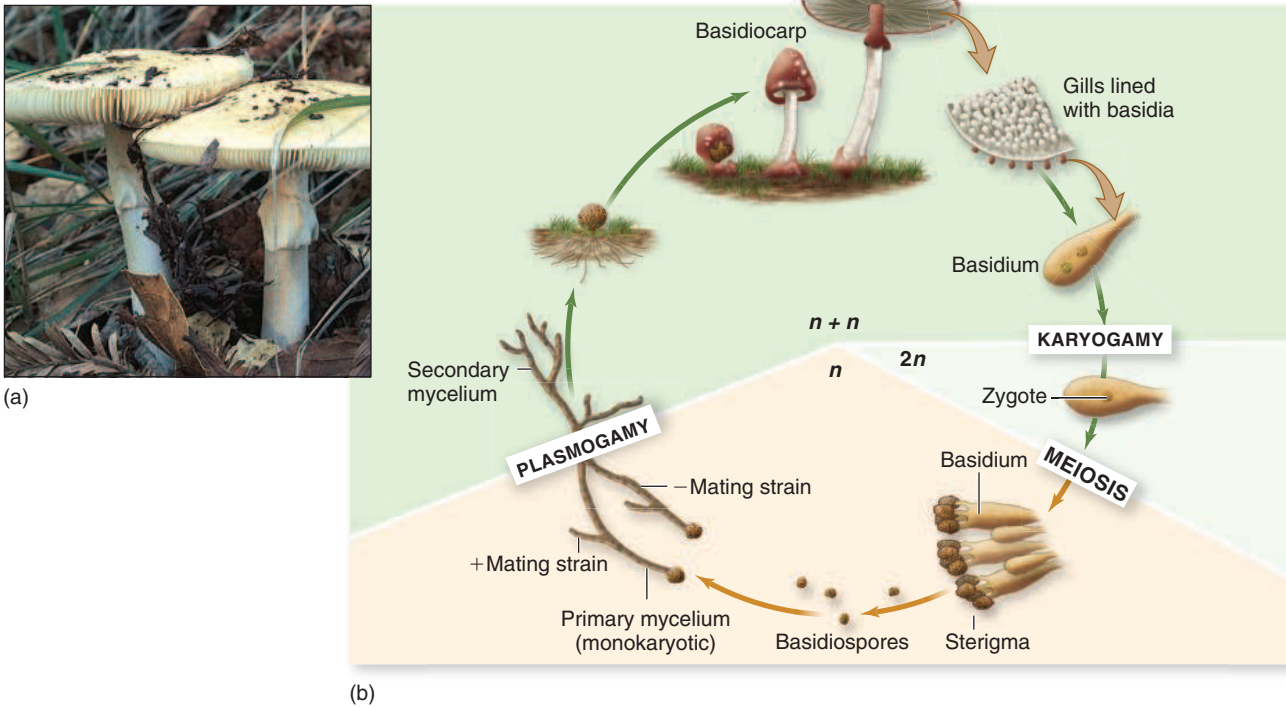 (a)
Basidiocarp
Gills lined
with basidia
Basidium
n + n
KARYOGAMY
2n
n
Zygote
Secondary
mycelium
PLASMOGAMY
MEIOSIS
Basidium
−Mating strain
+Mating strain
Primary mycelium
(monokaryotic)
Basidiospores
Sterigma
(b)